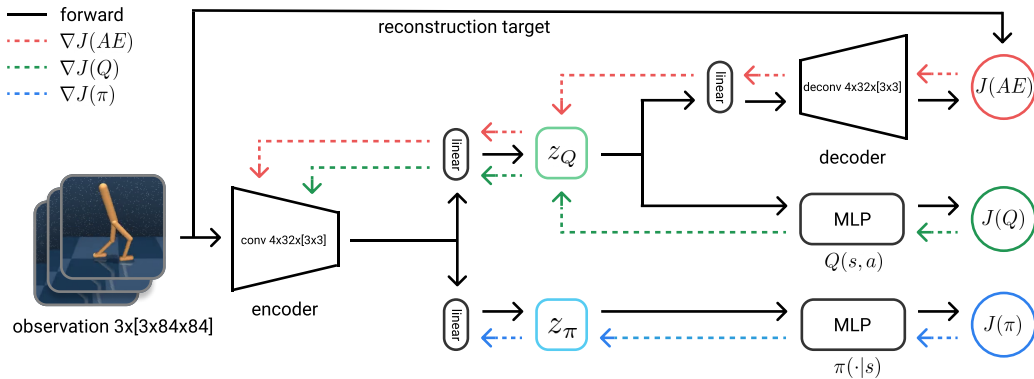 forward
∇J(AE)
∇J(Q)
∇J(π)
reconstruction target
linear
deconv 4x32x[3x3]
J(AE)
decoder
linear
z_Q
conv 4x32x[3x3]
encoder
MLP
Q(s, a)
J(Q)
observation 3x[3x84x84]
linear
z_π
MLP
π(·|s)
J(π)